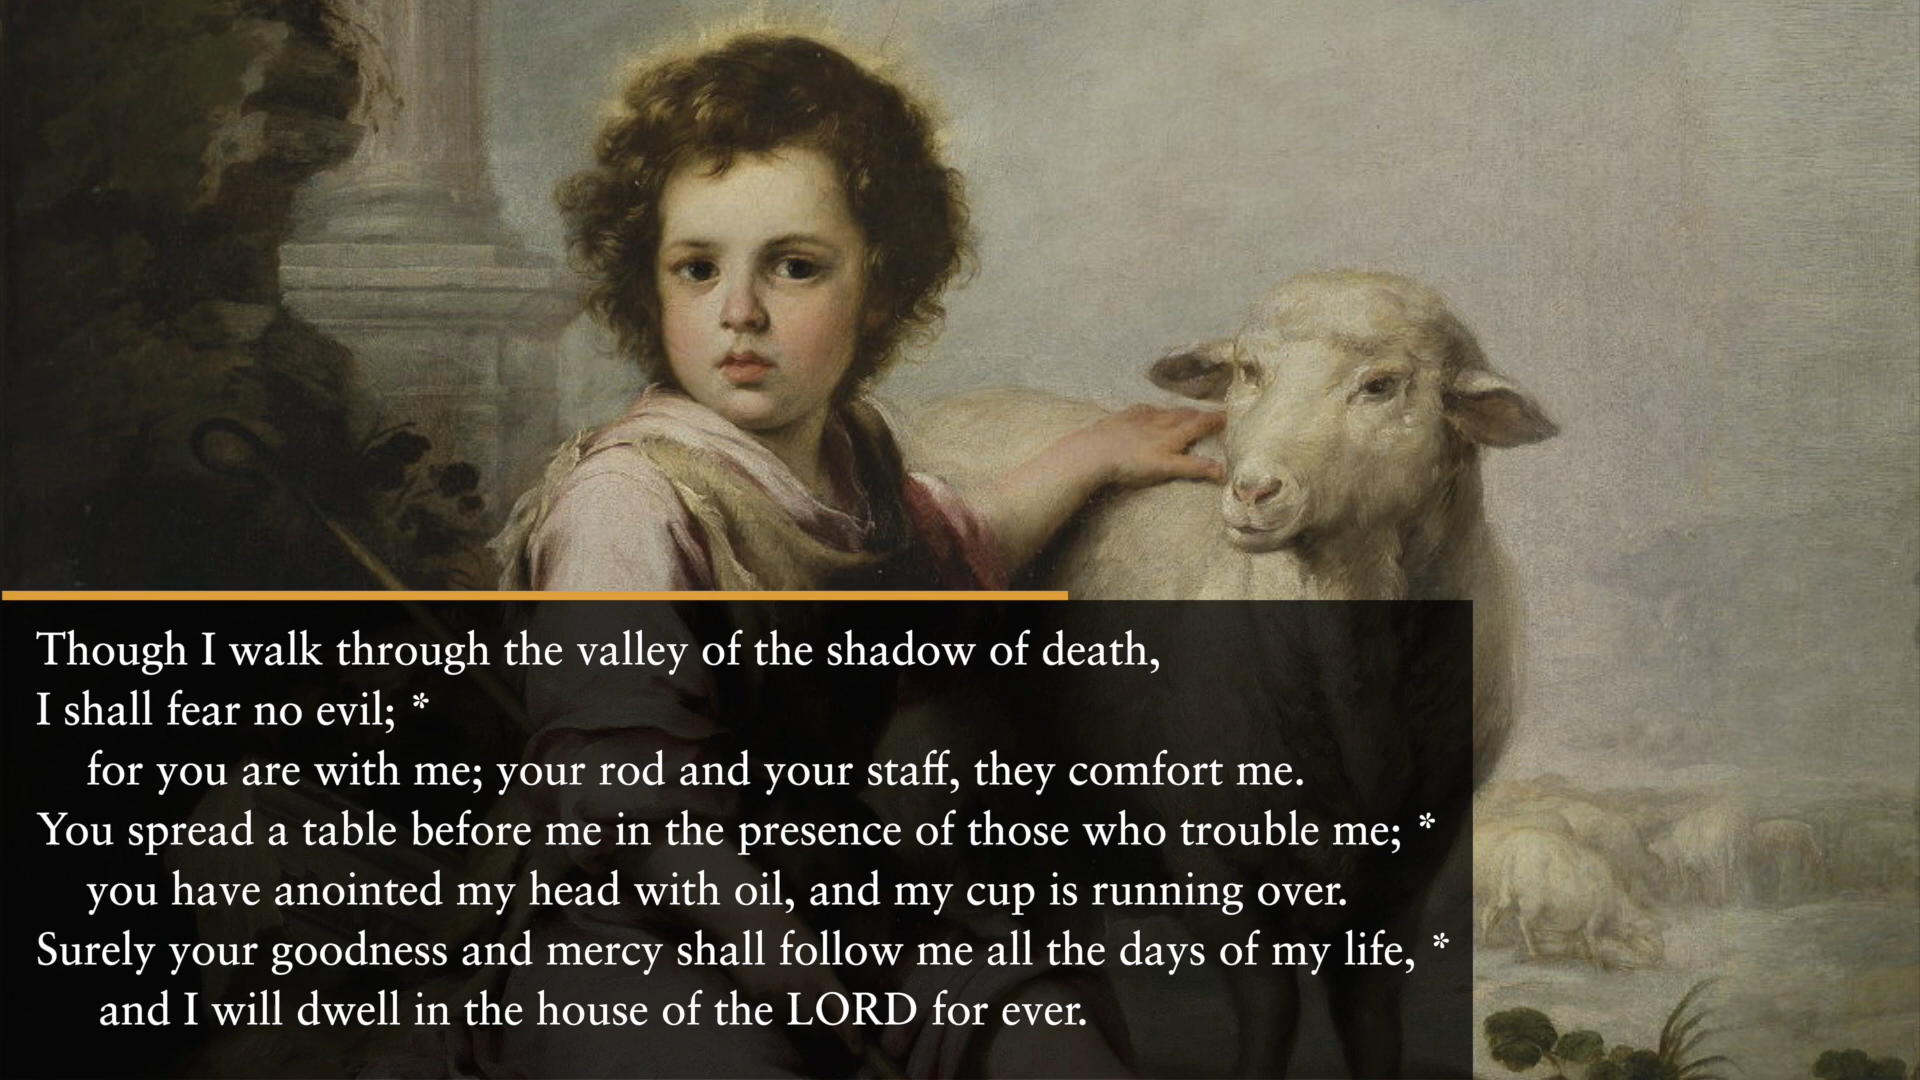 Though I walk through the valley of the shadow of death,
I shall fear no evil; *
for you are with me; your rod and your staff, they comfort me.
You spread a table before me in the presence of those who trouble me; *
you have anointed my head with oil, and my cup is running over.
Surely your goodness and mercy shall follow me all the days of my life, *
and I will dwell in the house of the LORD for ever.